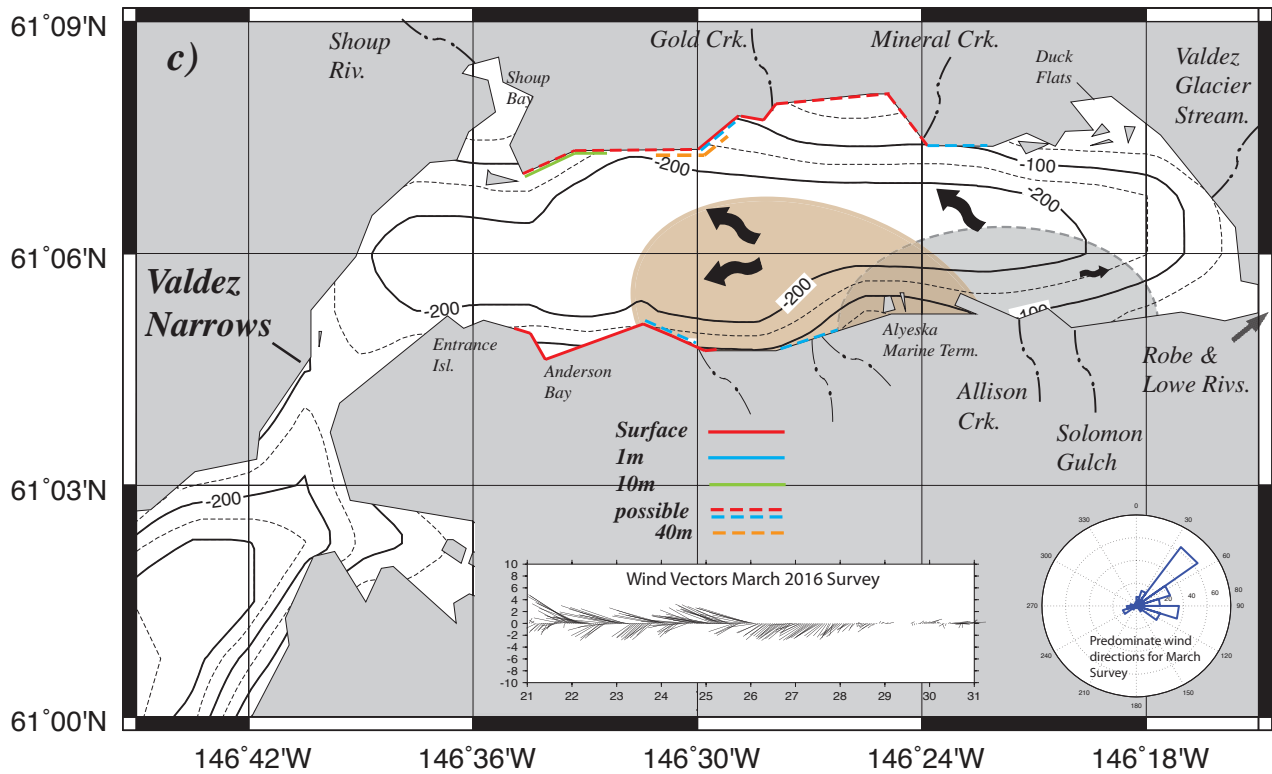 61°09'N
c)
Shoup
Riv.
Gold Crk.
Mineral Crk.
Duck
Flats
Valdez
Glacier
Stream.
Shoup
Bay
-100
-200
-200
61°06'N
Valdez
Narrows
-200
-200
-100
Entrance
Isl.
Anderson
Bay
Alyeska
Marine Term.
Allison
Crk.
Solomon
Gulch
Robe &
Lowe Rivs.
Surface
1m
10m
possible
40m
61°03'N
-200
Wind Vectors March 2016 Survey
10
8
6
4
2
0
-2
-4
-6
-8
-10
21 22 23 24 25 26 27 28 29 30 31
0
30
60
80
90
120
150
180
210
240
270
300
330
20 40 60 80
Predominate wind
directions for March
Survey
61°00'N
146°42'W 146°36'W 146°30'W 146°24'W 146°18'W